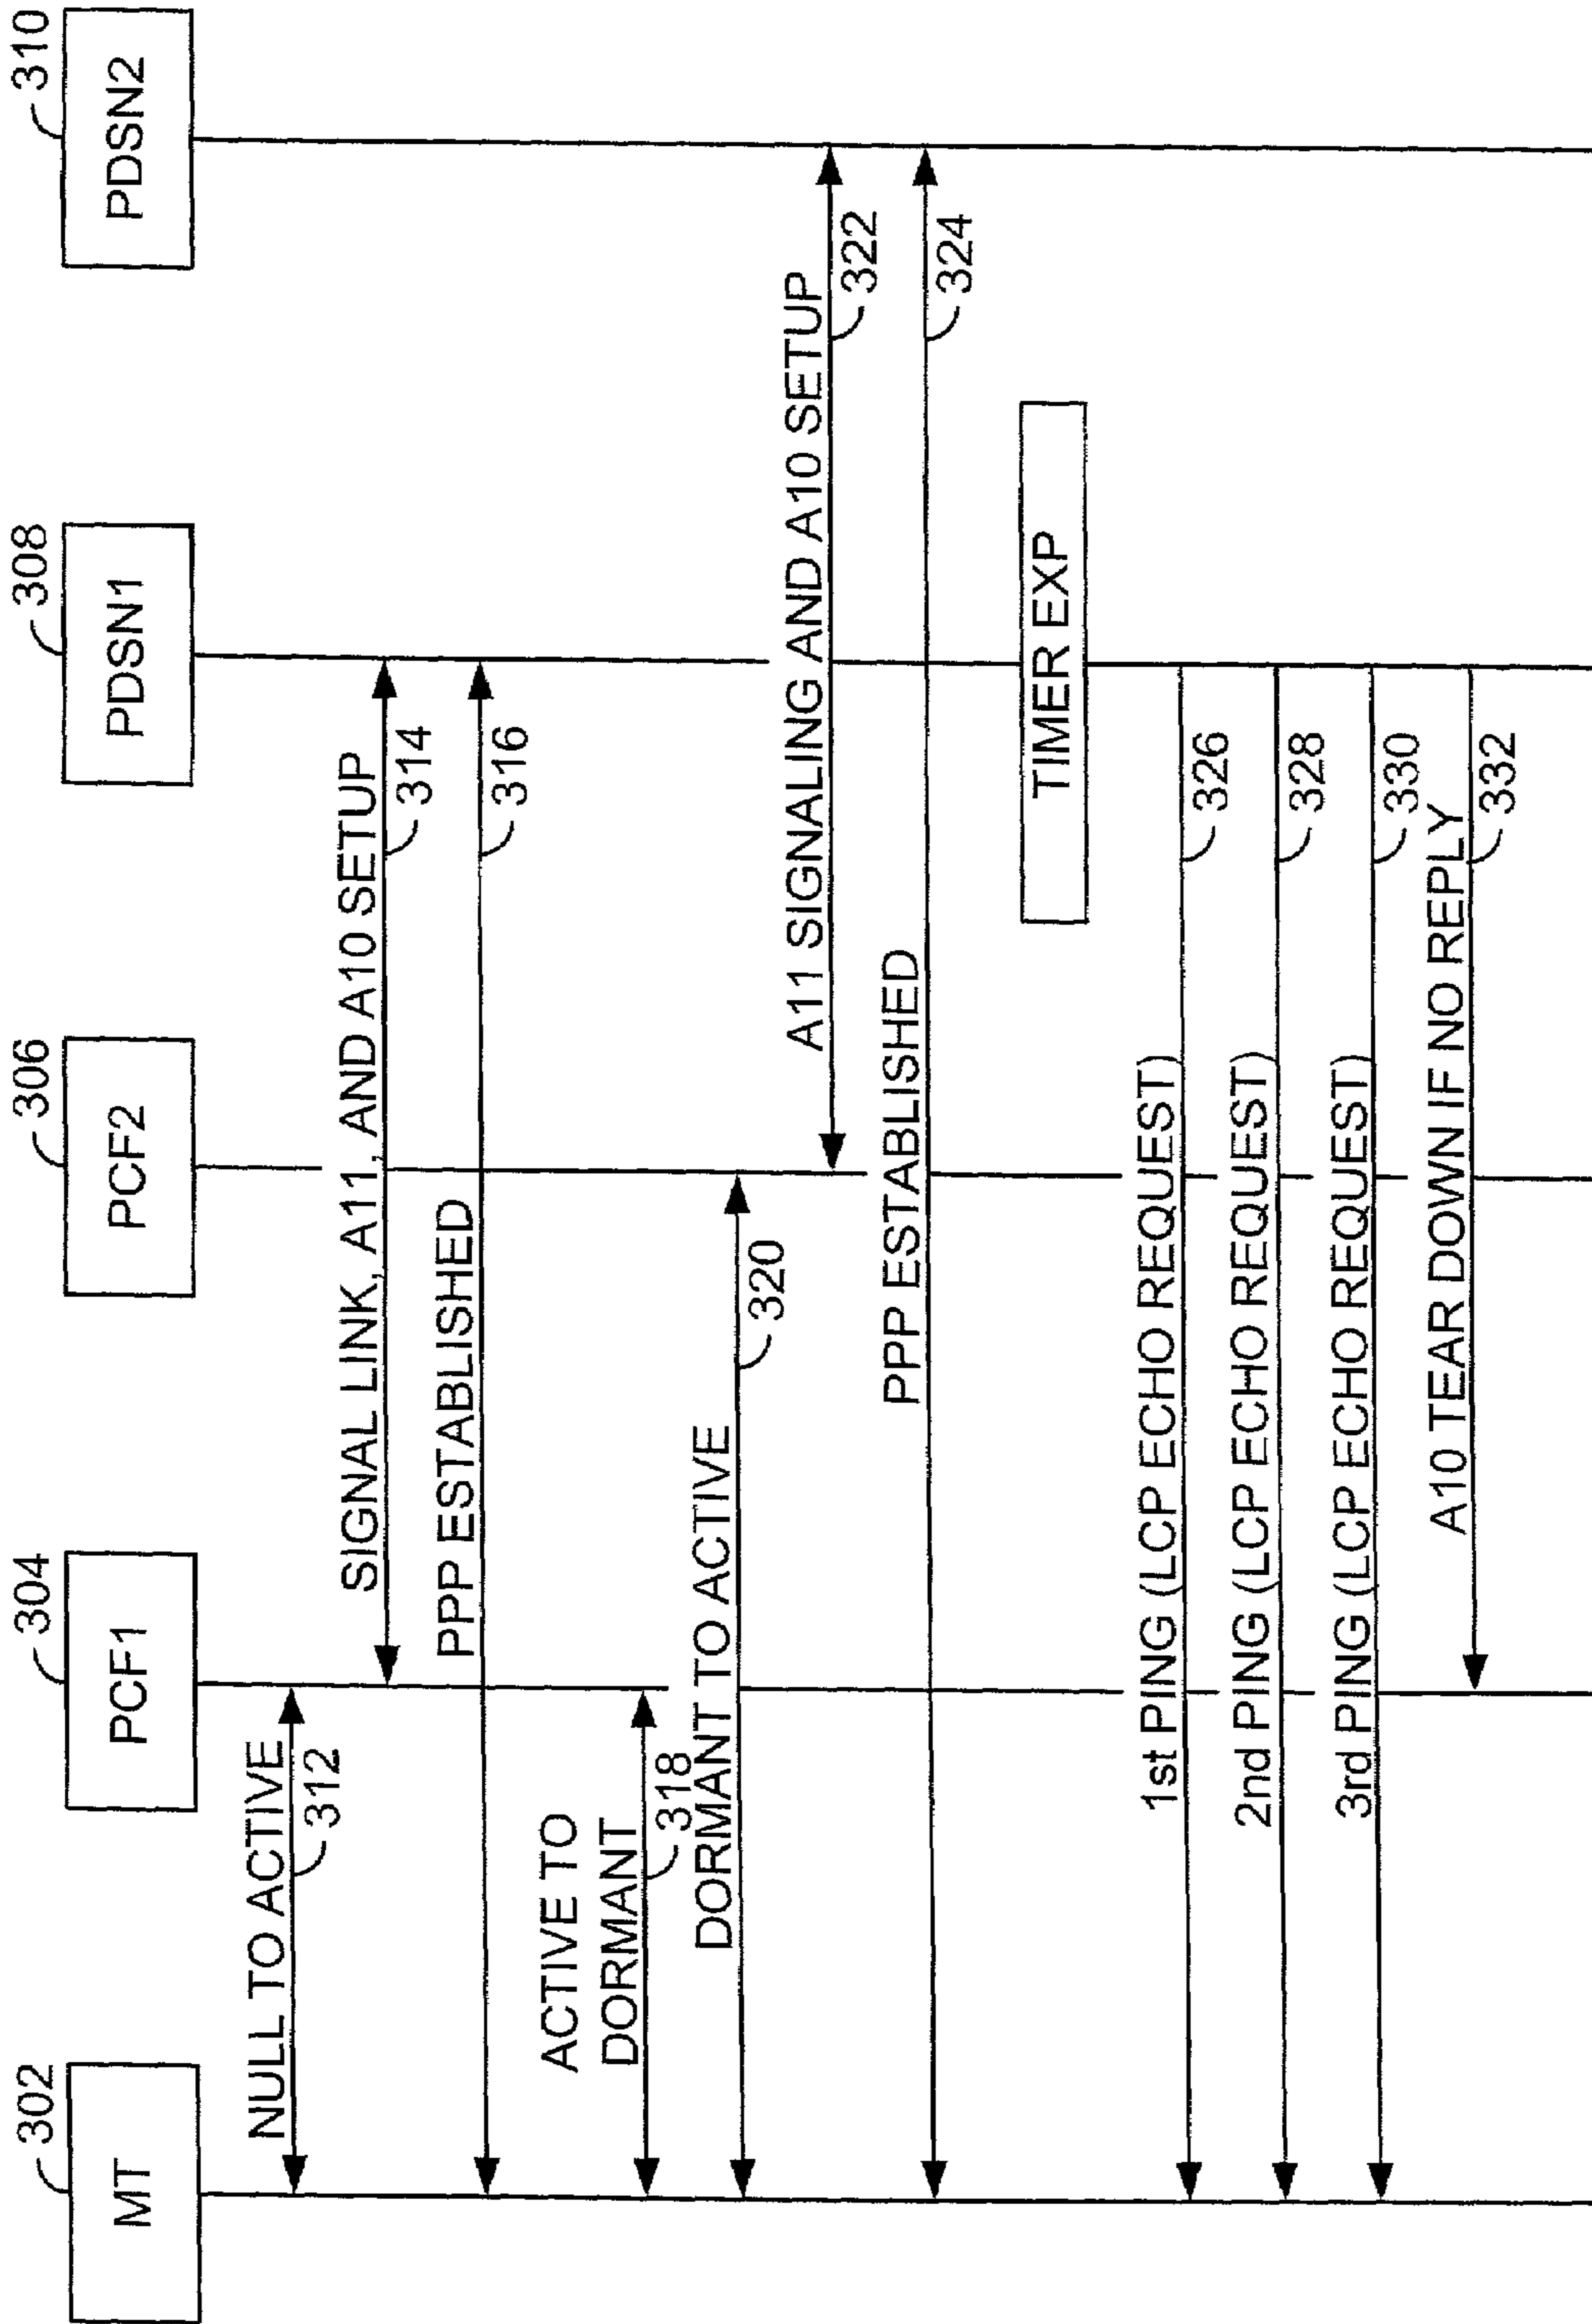 302
304
306
308
310
MT
PCF1
PCF2
PDSN1
PDSN2
NULL TO ACTIVE
312
SIGNAL LINK, A11, AND A10 SETUP
314
PPP ESTABLISHED
316
ACTIVE TO
DORMANT
318
DORMANT TO ACTIVE
320
A11 SIGNALING AND A10 SETUP
322
PPP ESTABLISHED
324
TIMER EXP
1st PING (LCP ECHO REQUEST)
326
2nd PING (LCP ECHO REQUEST)
328
3rd PING (LCP ECHO REQUEST)
330
A10 TEAR DOWN IF NO REPLY
332